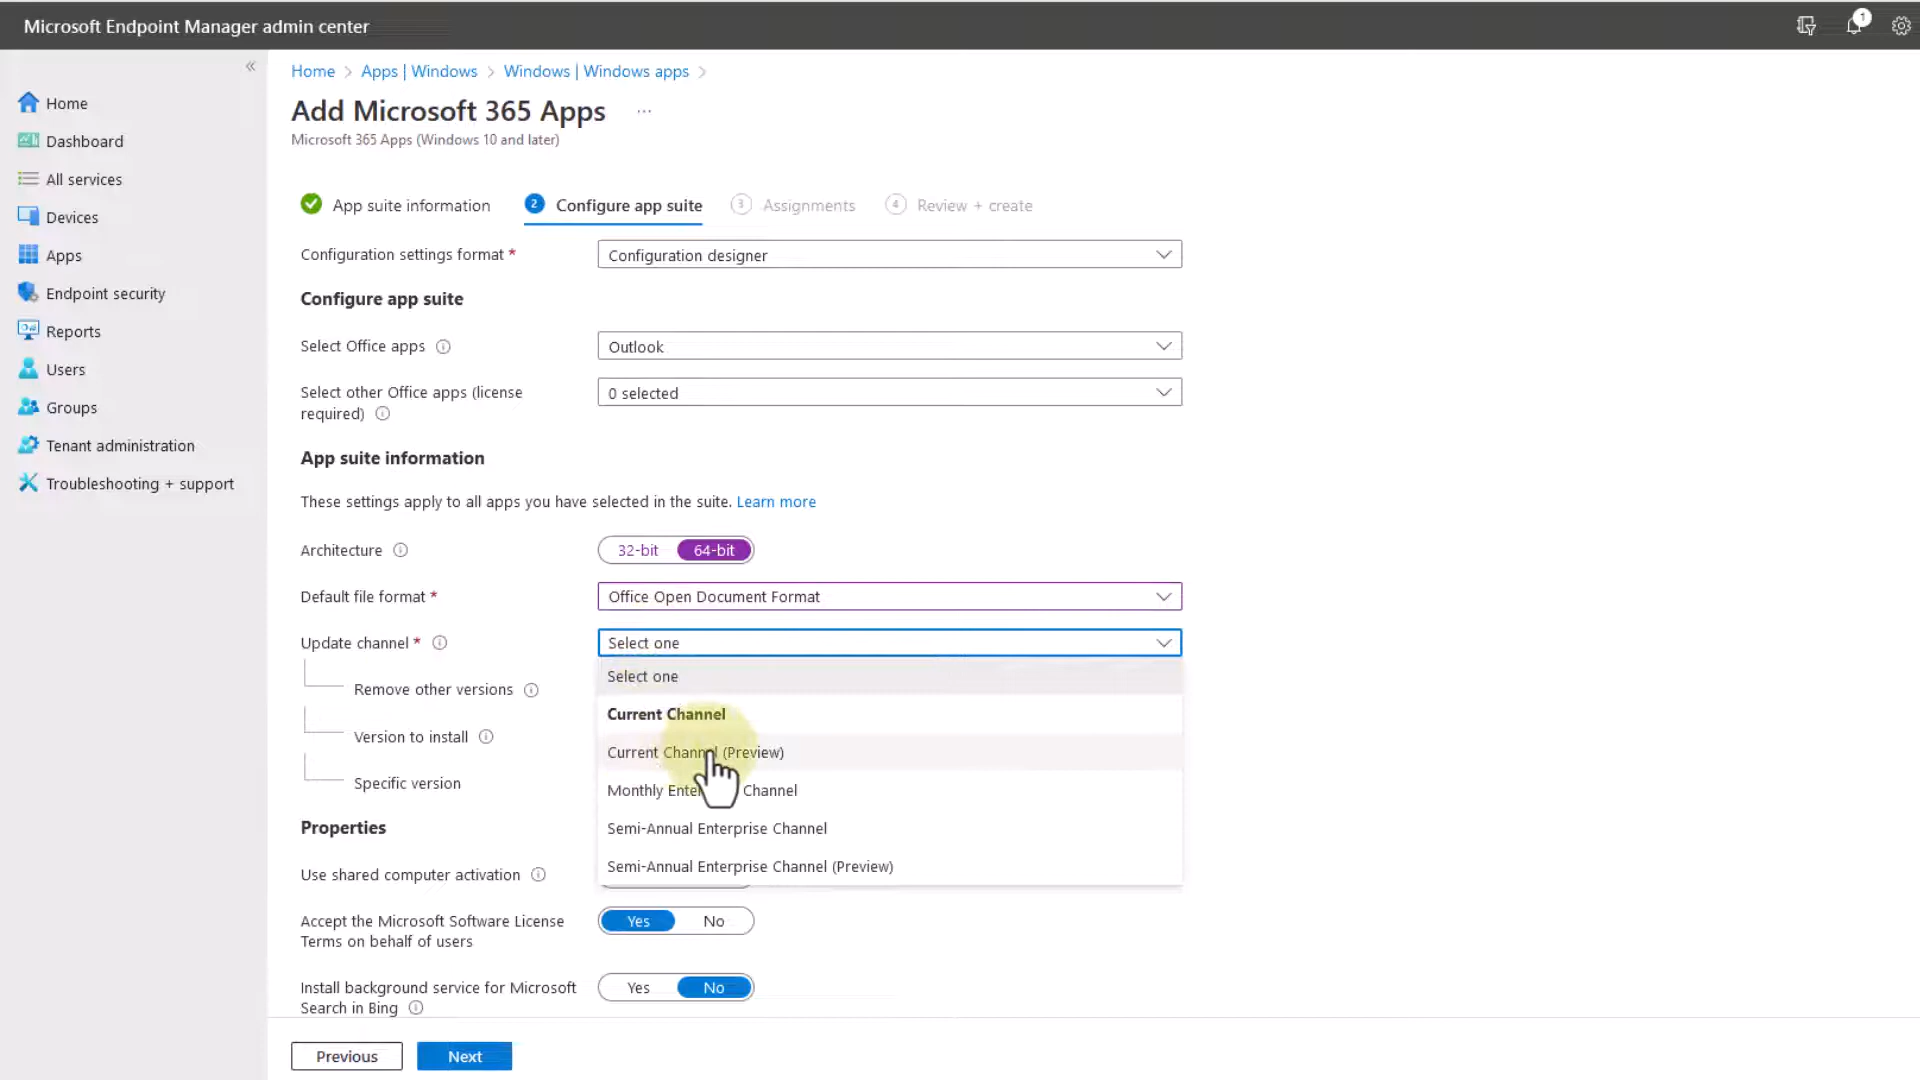 Microsoft Endpoint Manager admin center
1
«
Home > Apps | Windows > Windows | Windows apps >
Home
Dashboard
All services
Devices
Apps
Endpoint security
Reports
Users
Groups
Tenant administration
Troubleshooting + support
Add Microsoft 365 Apps ...
Microsoft 365 Apps (Windows 10 and later)
App suite information
2 Configure app suite
3 Assignments
4 Review + create
Configuration settings format *
Configuration designer
Configure app suite
Select Office apps
Outlook
Select other Office apps (license
required)
0 selected
App suite information
These settings apply to all apps you have selected in the suite. Learn more
Architecture
32-bit 64-bit
Default file format *
Office Open Document Format
Update channel *
Select one
Select one
Current Channel
Current Channel (Preview)
Monthly Channel
Semi-Annual Enterprise Channel
Semi-Annual Enterprise Channel (Preview)
Remove other versions
Version to install
Specific version
Properties
Use shared computer activation
Accept the Microsoft Software License
Terms on behalf of users
Yes No
Install background service for Microsoft
Search in Bing
Yes No
Previous Next